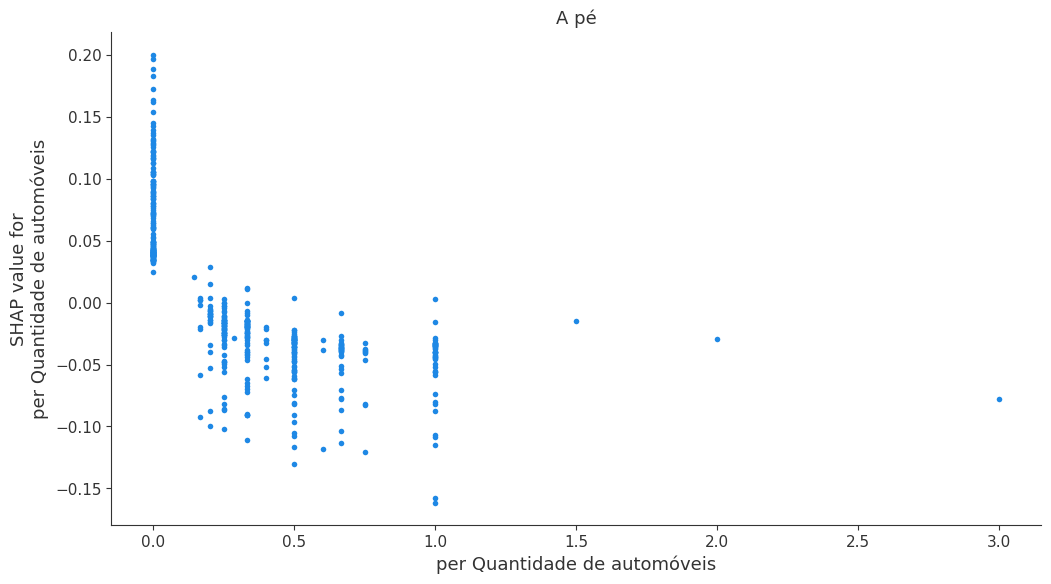 A pé
0.20
0.15
0.10
0.05
0.00
−0.05
−0.10
−0.15
SHAP value for
per Quantidade de automóveis
0.0 0.5 1.0 1.5 2.0 2.5 3.0
per Quantidade de automóveis